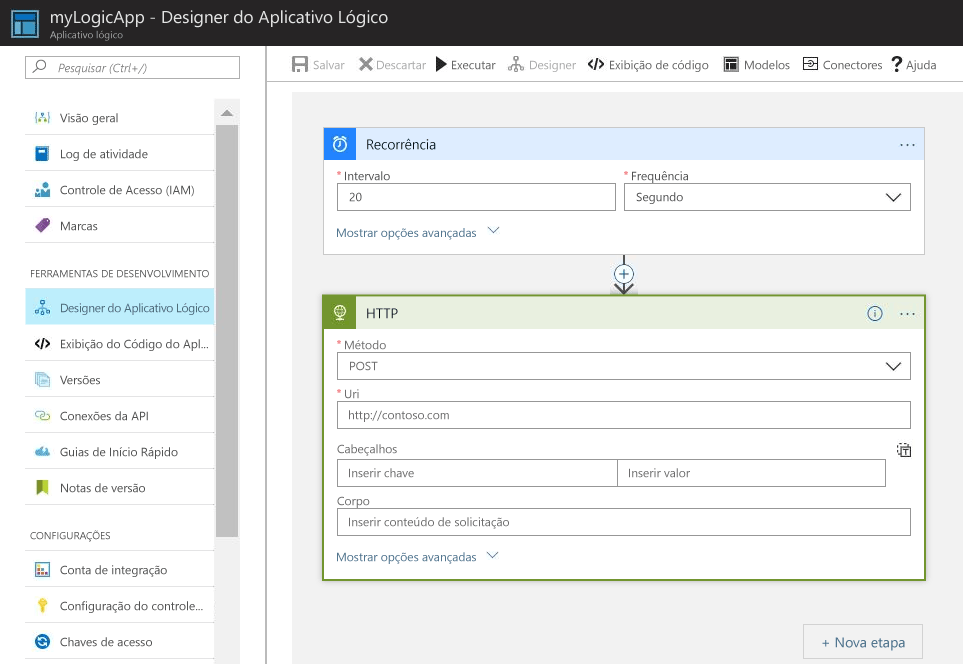 myLogicApp - Designer do Aplicativo Lógico
Aplicativo lógico
Pesquisar (Ctrl+/)
Visão geral
Log de atividade
Controle de Acesso (IAM)
Marcas
FERRAMENTAS DE DESENVOLVIMENTO
Designer do Aplicativo Lógico
Exibição do Código do Apl...
Versões
Conexões da API
Guias de Início Rápido
Notas de versão
CONFIGURAÇÕES
Conta de integração
Configuração do controle...
Chaves de acesso
Salvar Descartar Executar Designer Exibição de código Modelos Conectores Ajuda
Recorrência
* Intervalo * Frequência
20 Segundo
Mostrar opções avançadas
HTTP
* Método
POST
* Uri
http://contoso.com
Cabeçalhos
Inserir chave Inserir valor
Corpo
Inserir conteúdo de solicitação
Mostrar opções avançadas
+ Nova etapa